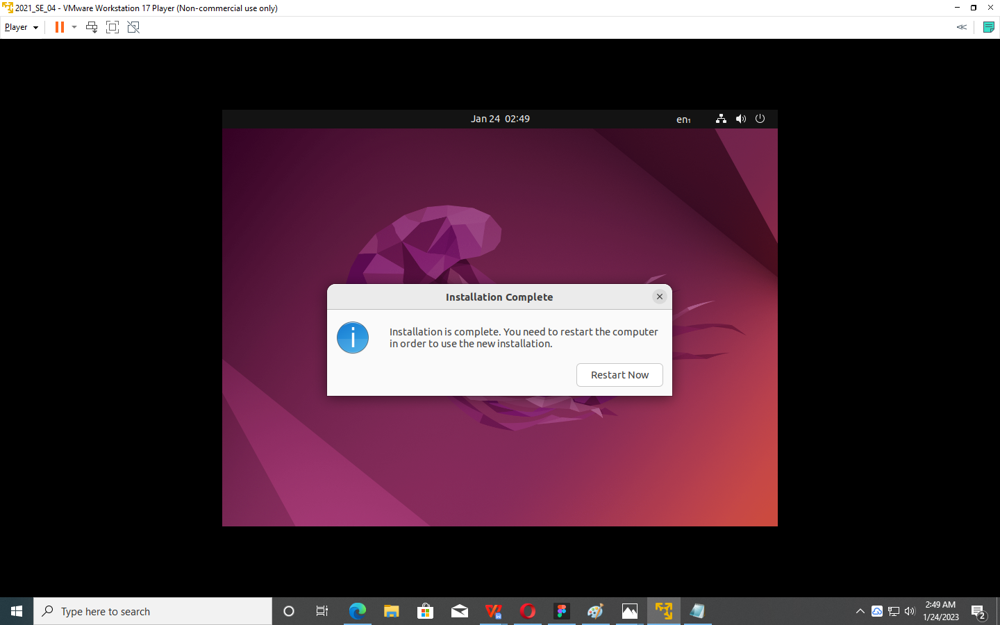 2021_SE_04 - VMware Workstation 17 Player (Non-commercial use only)
Player
Jan 24 02:49
en₁
Installation Complete
Installation is complete. You need to restart the computer
in order to use the new installation.
Restart Now
Type here to search
2:49 AM
1/24/2023
2